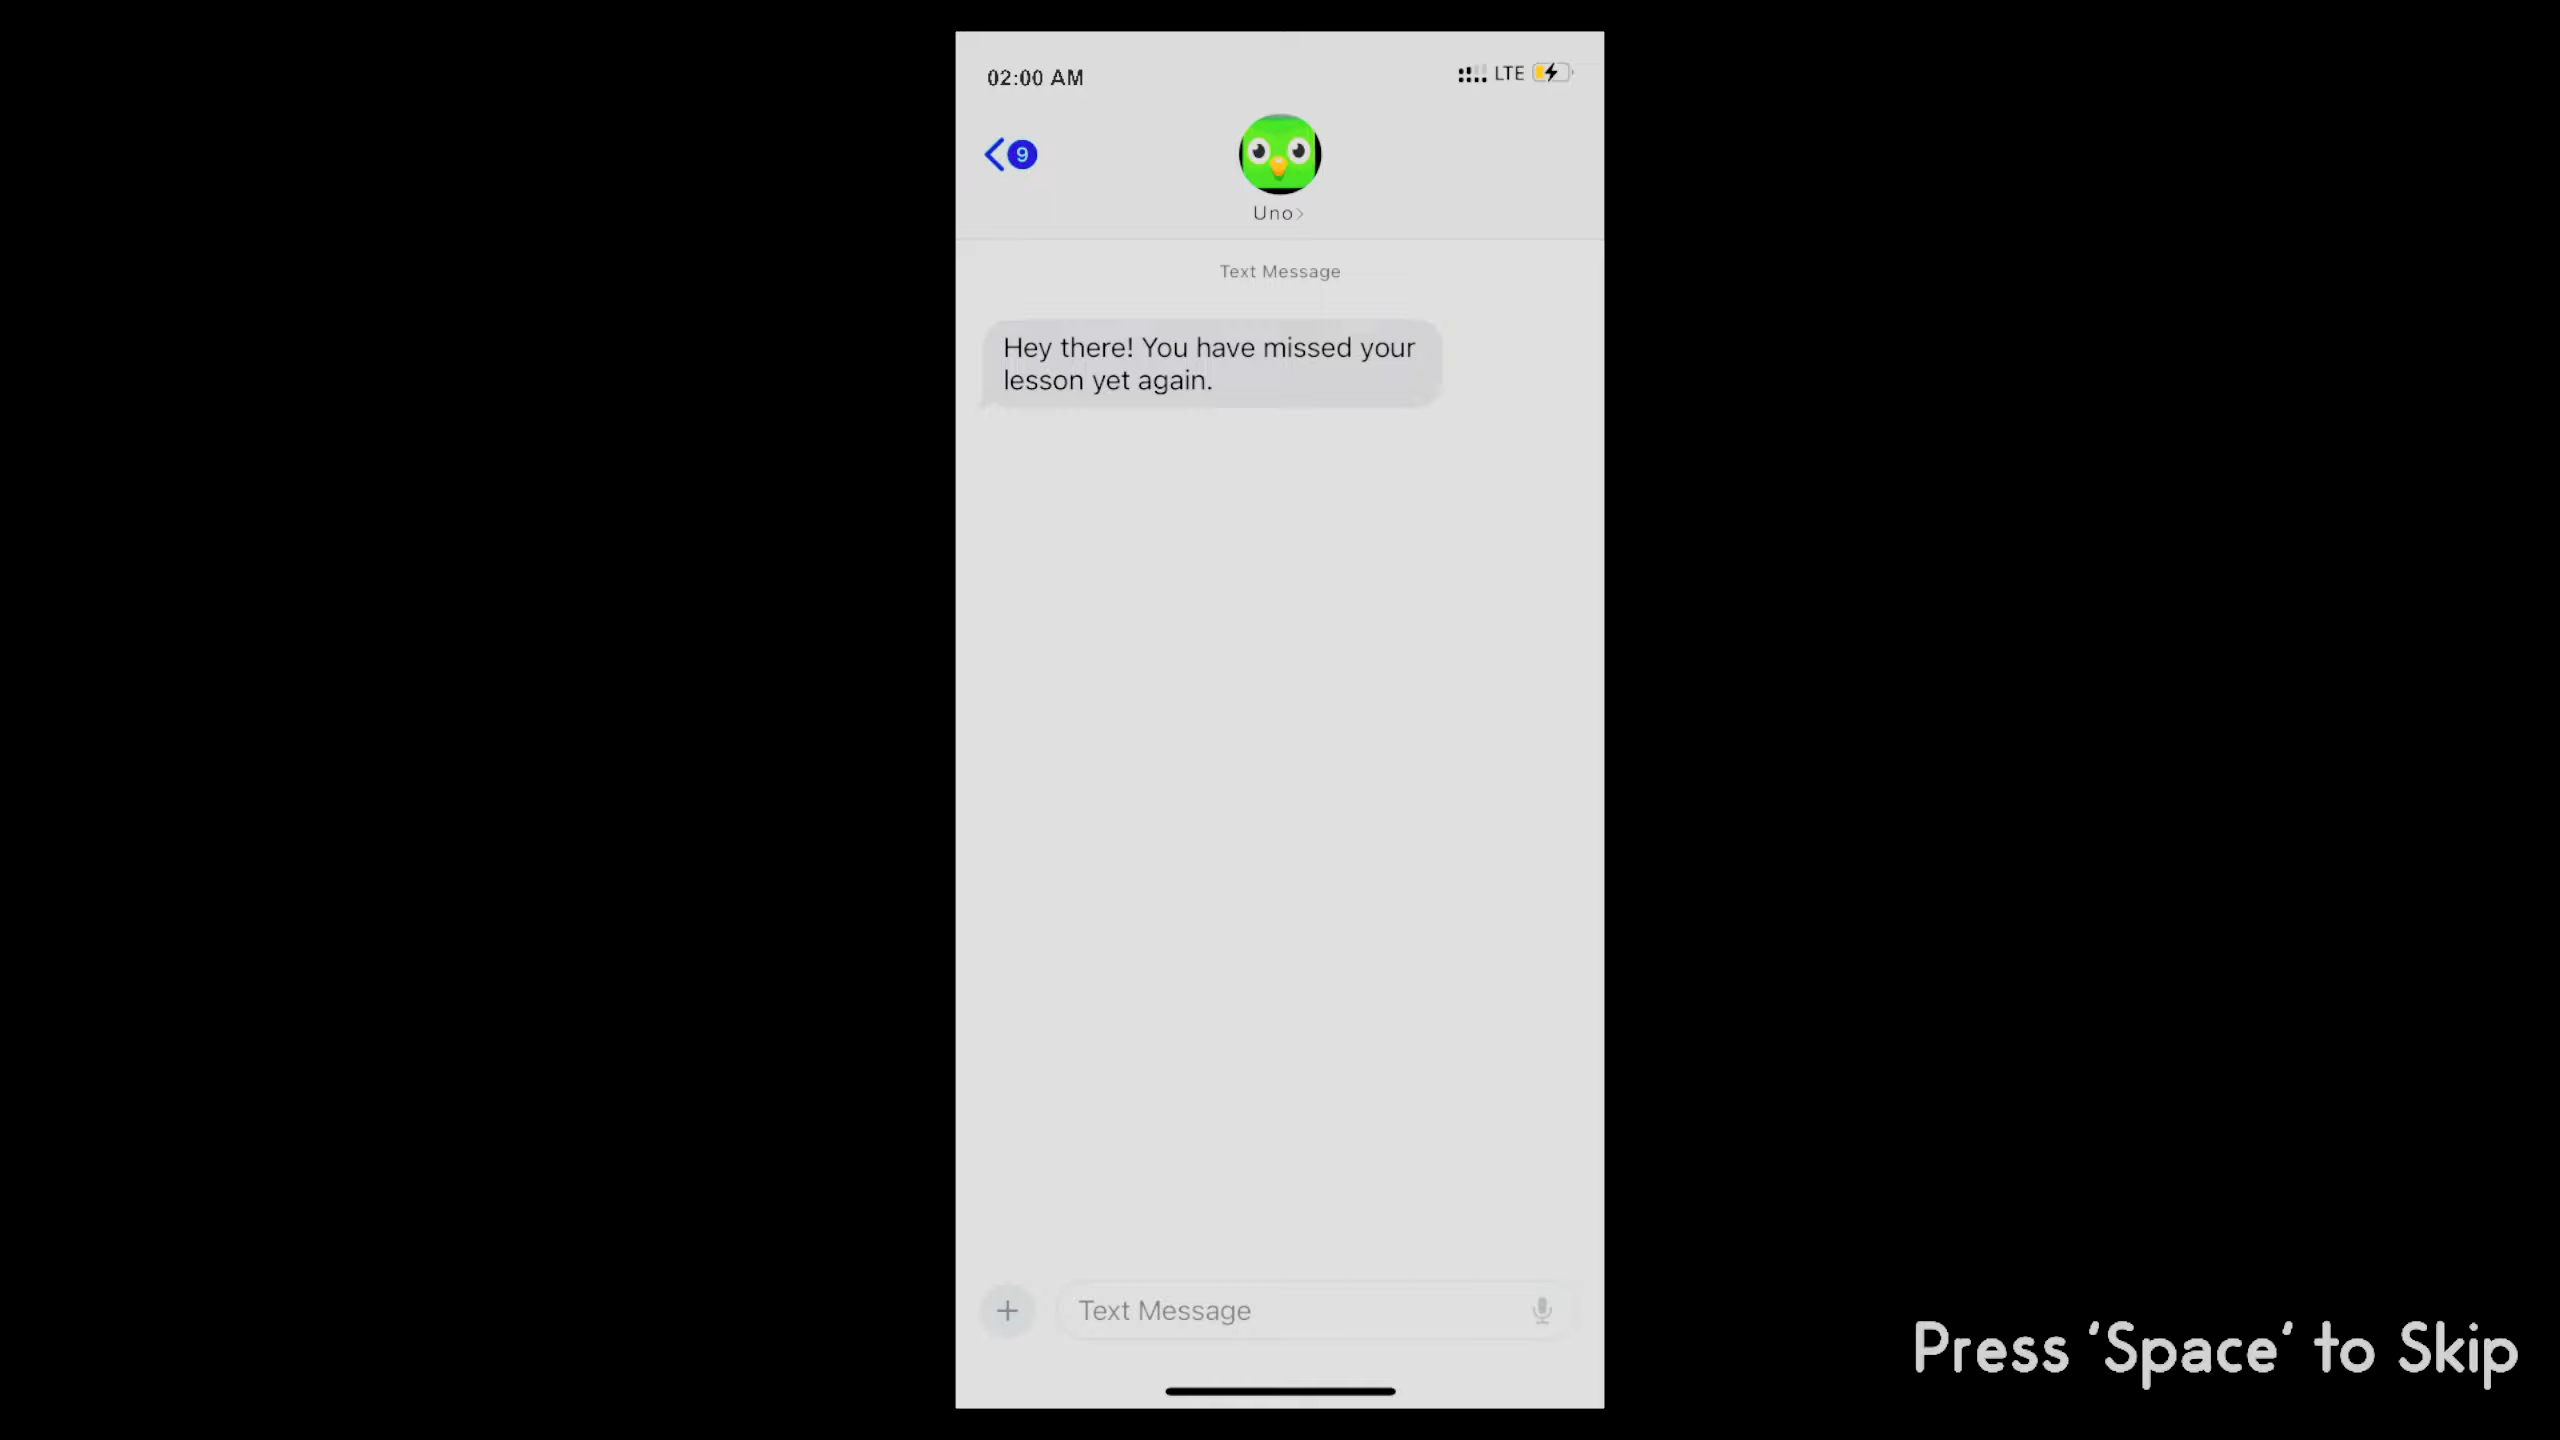 02:00 AM
LTE
9
Uno
Text Message
Hey there! You have missed your
lesson yet again.
Text Message
Press 'Space' to Skip